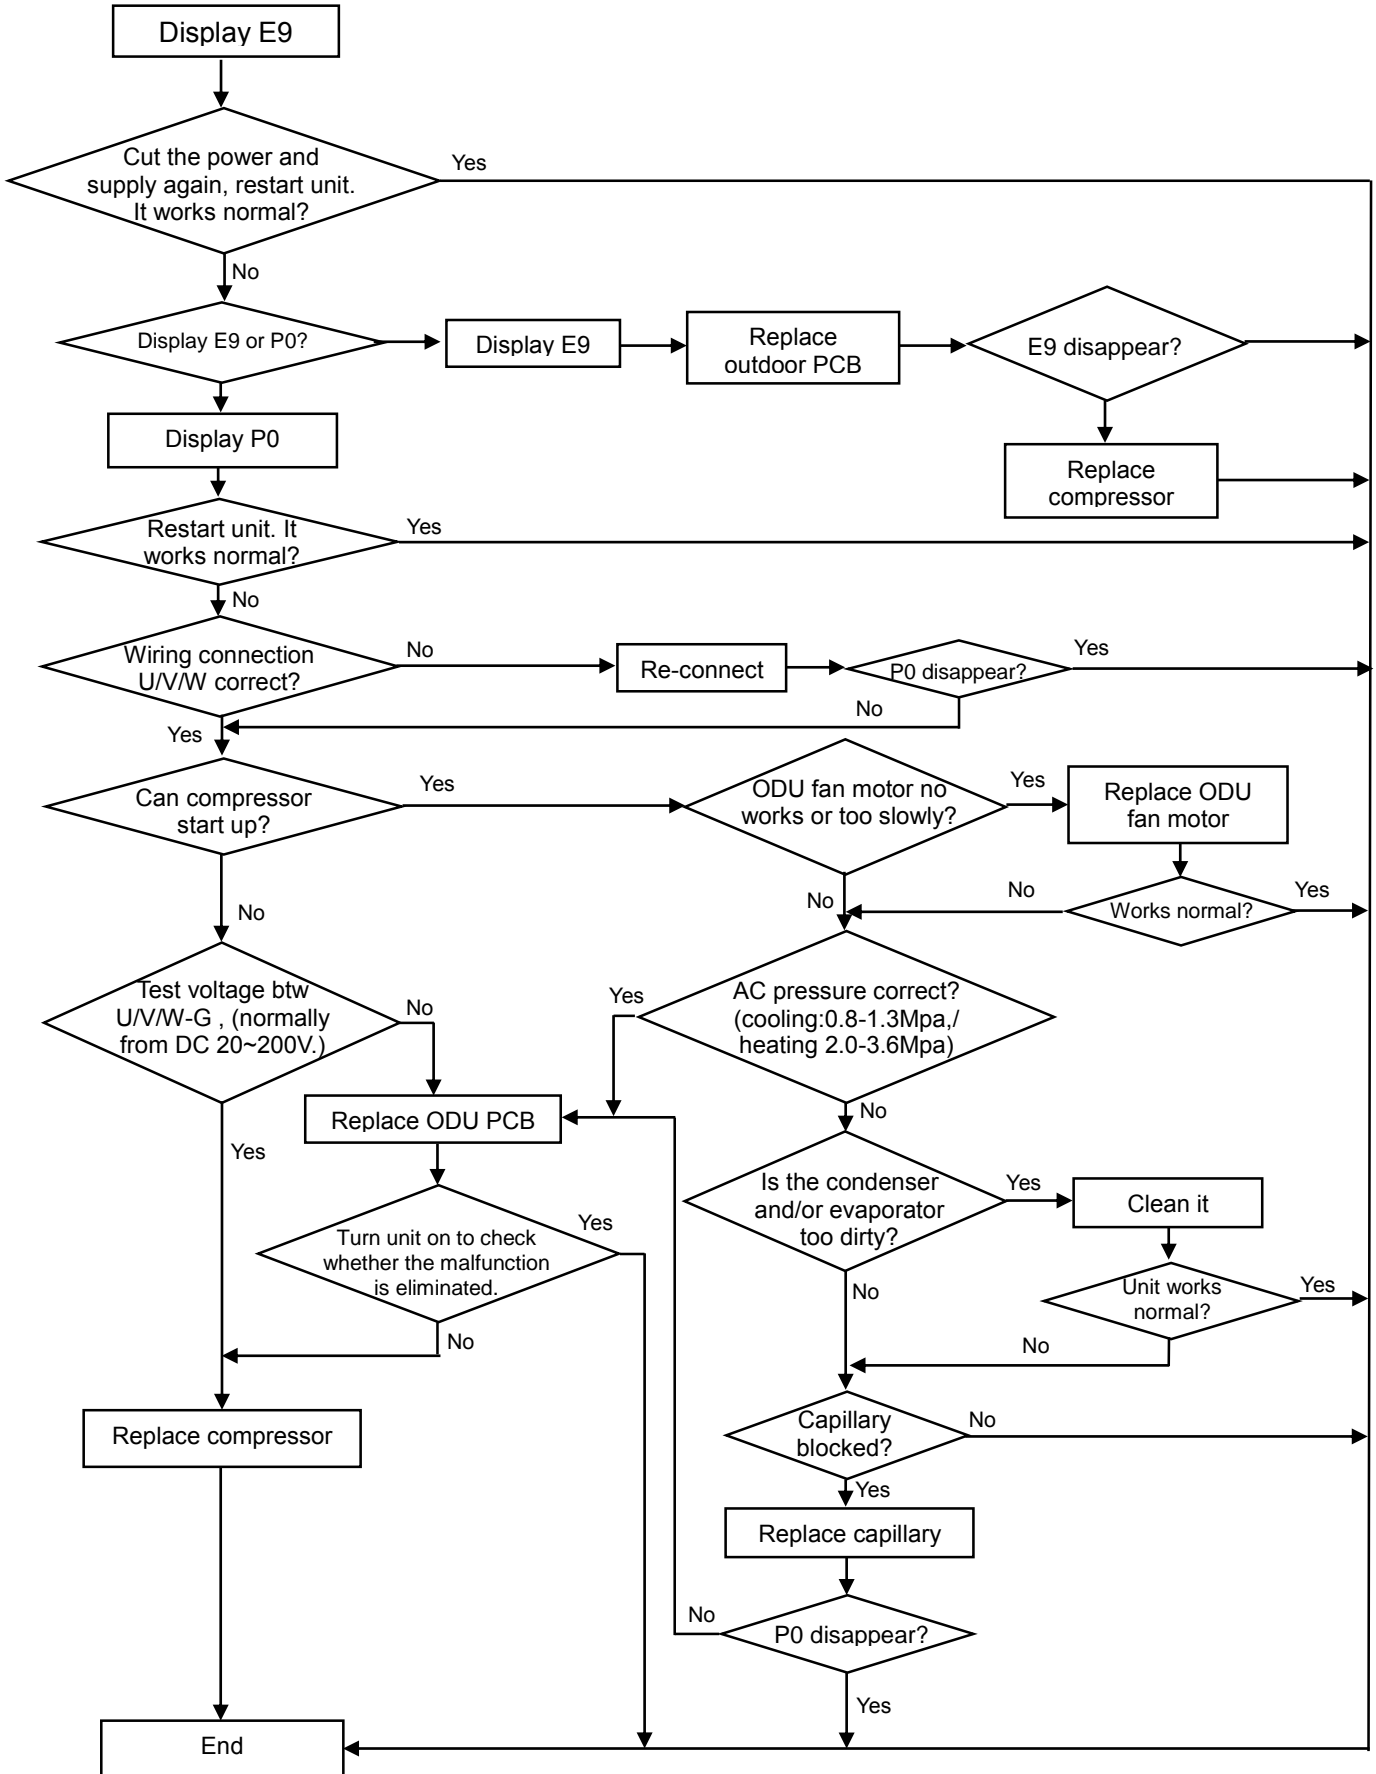 Display E9
Cut the power and
supply again, restart unit.
It works normal?
Yes
No
Display E9 or P0?
Display E9
Replace
outdoor PCB
E9 disappear?
Replace
compressor
Display P0
Restart unit. It
works normal?
Yes
No
Wiring connection
U/V/W correct?
No
Re-connect
P0 disappear?
Yes
No
Yes
Can compressor
start up?
Yes
ODU fan motor no
works or too slowly?
Yes
Replace ODU
fan motor
No
No
Works normal?
Yes
No
Test voltage btw
U/V/W-G , (normally
from DC 20~200V.)
No
Yes
AC pressure correct?
(cooling:0.8-1.3Mpa,/
heating 2.0-3.6Mpa)
Replace ODU PCB
No
Yes
Is the condenser
and/or evaporator
too dirty?
Yes
Clean it
Turn unit on to check
whether the malfunction
is eliminated.
Yes
No
Unit works
normal?
Yes
No
No
Capillary
blocked?
No
Replace compressor
Yes
Replace capillary
No
P0 disappear?
Yes
End